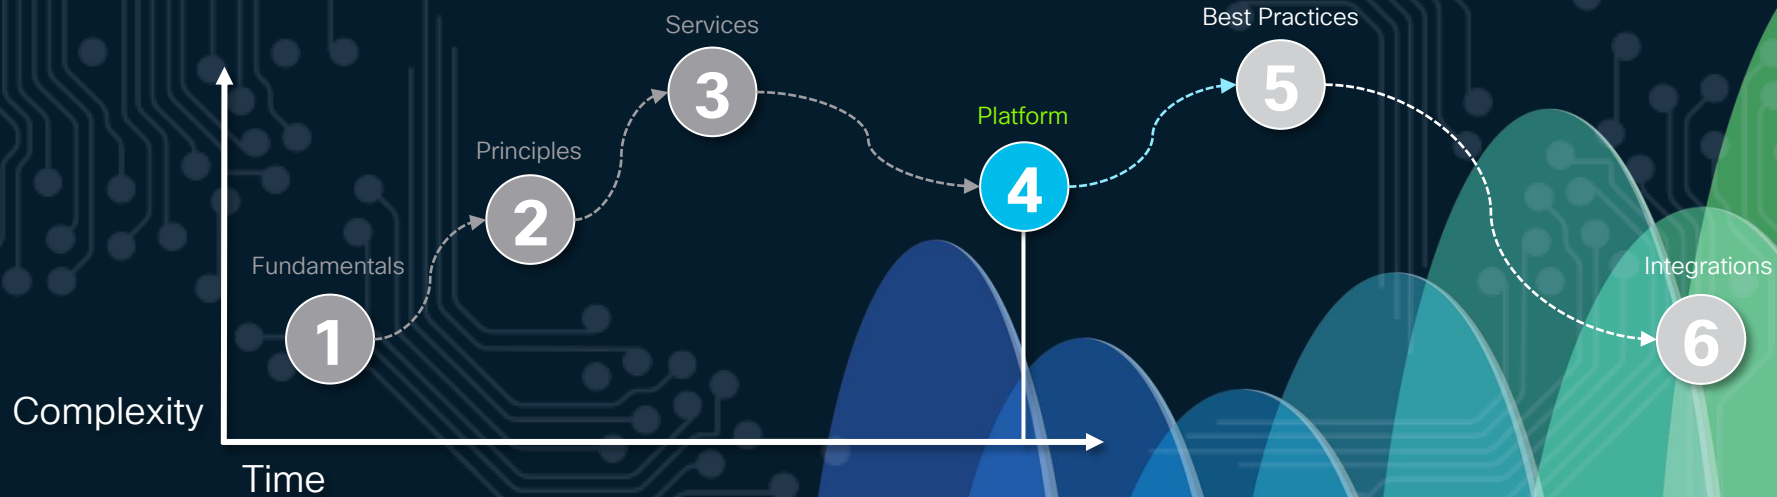 Services
Best Practices
3
5
Platform
Principles
4
2
Fundamentals
Integrations
1
6
Complexity
Time